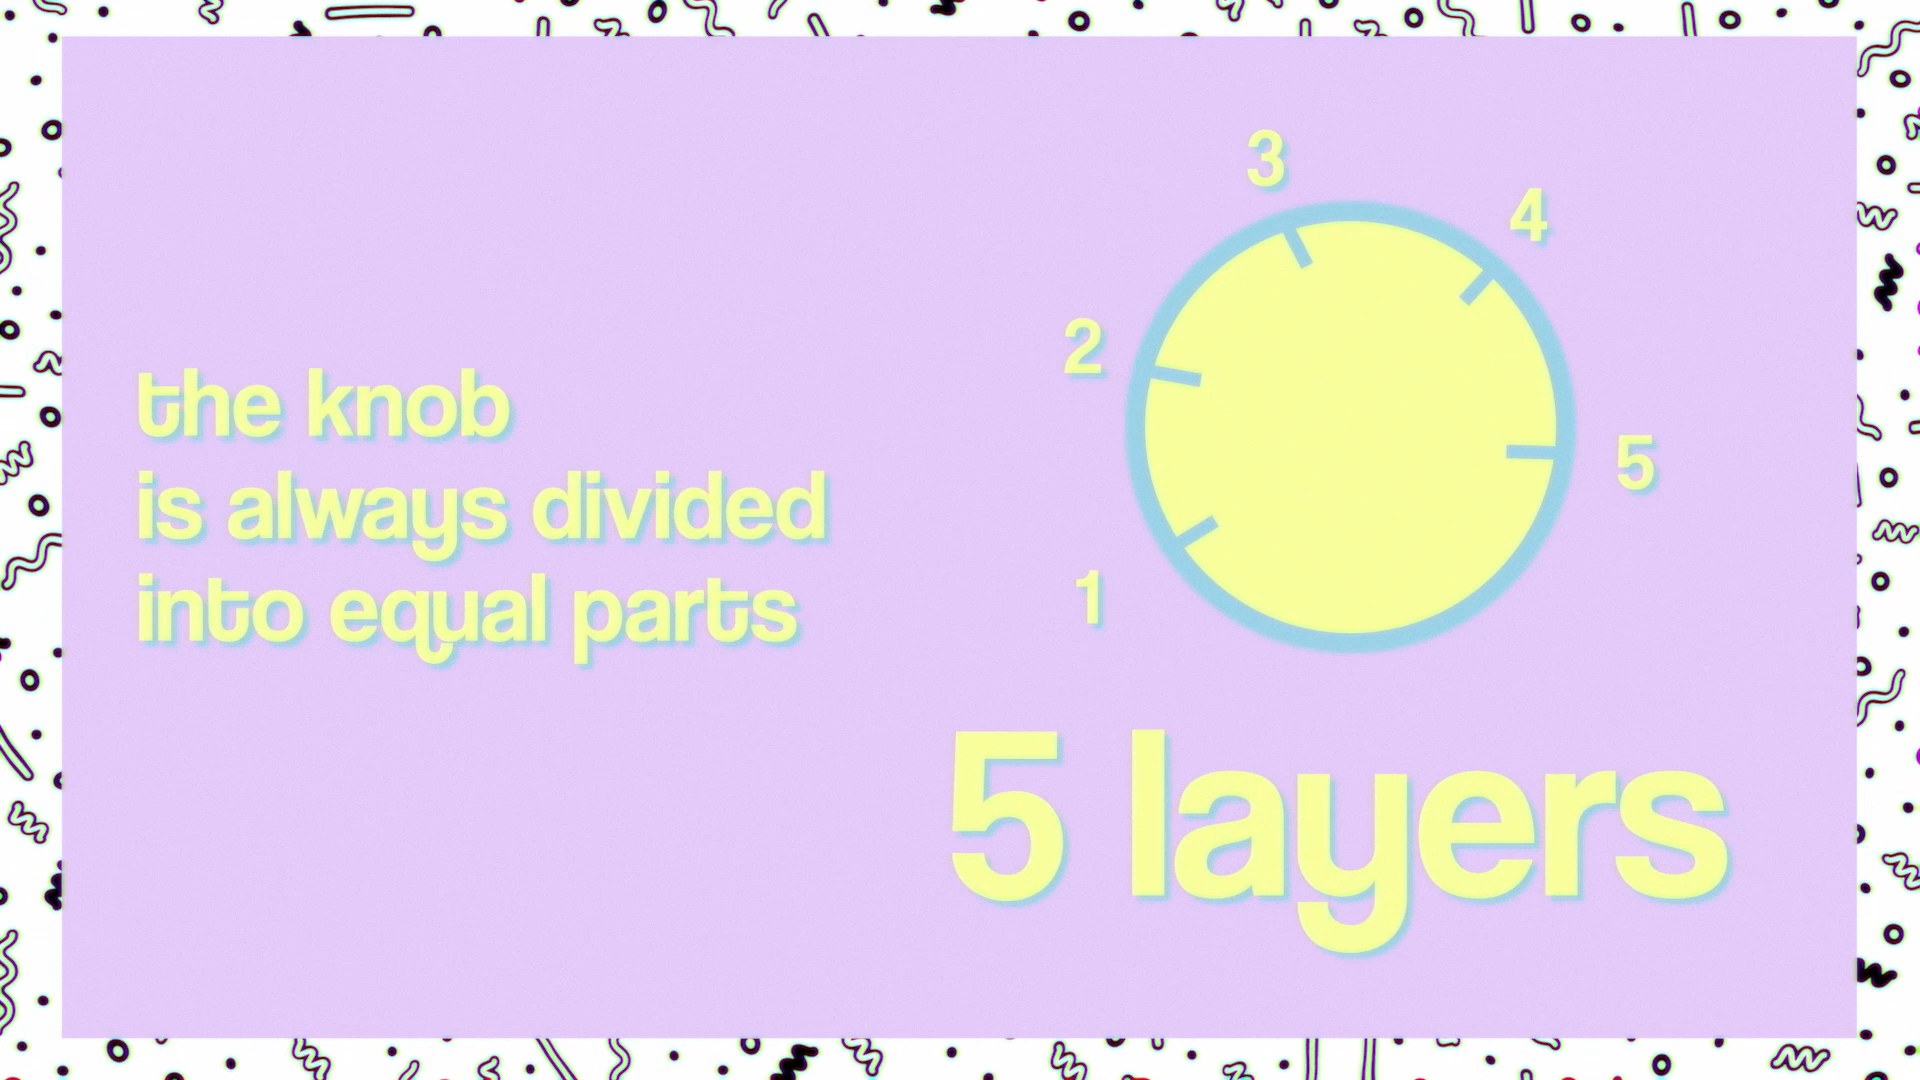 the knob
is always divided
into equal parts
3
4
2
5
1
5 layers